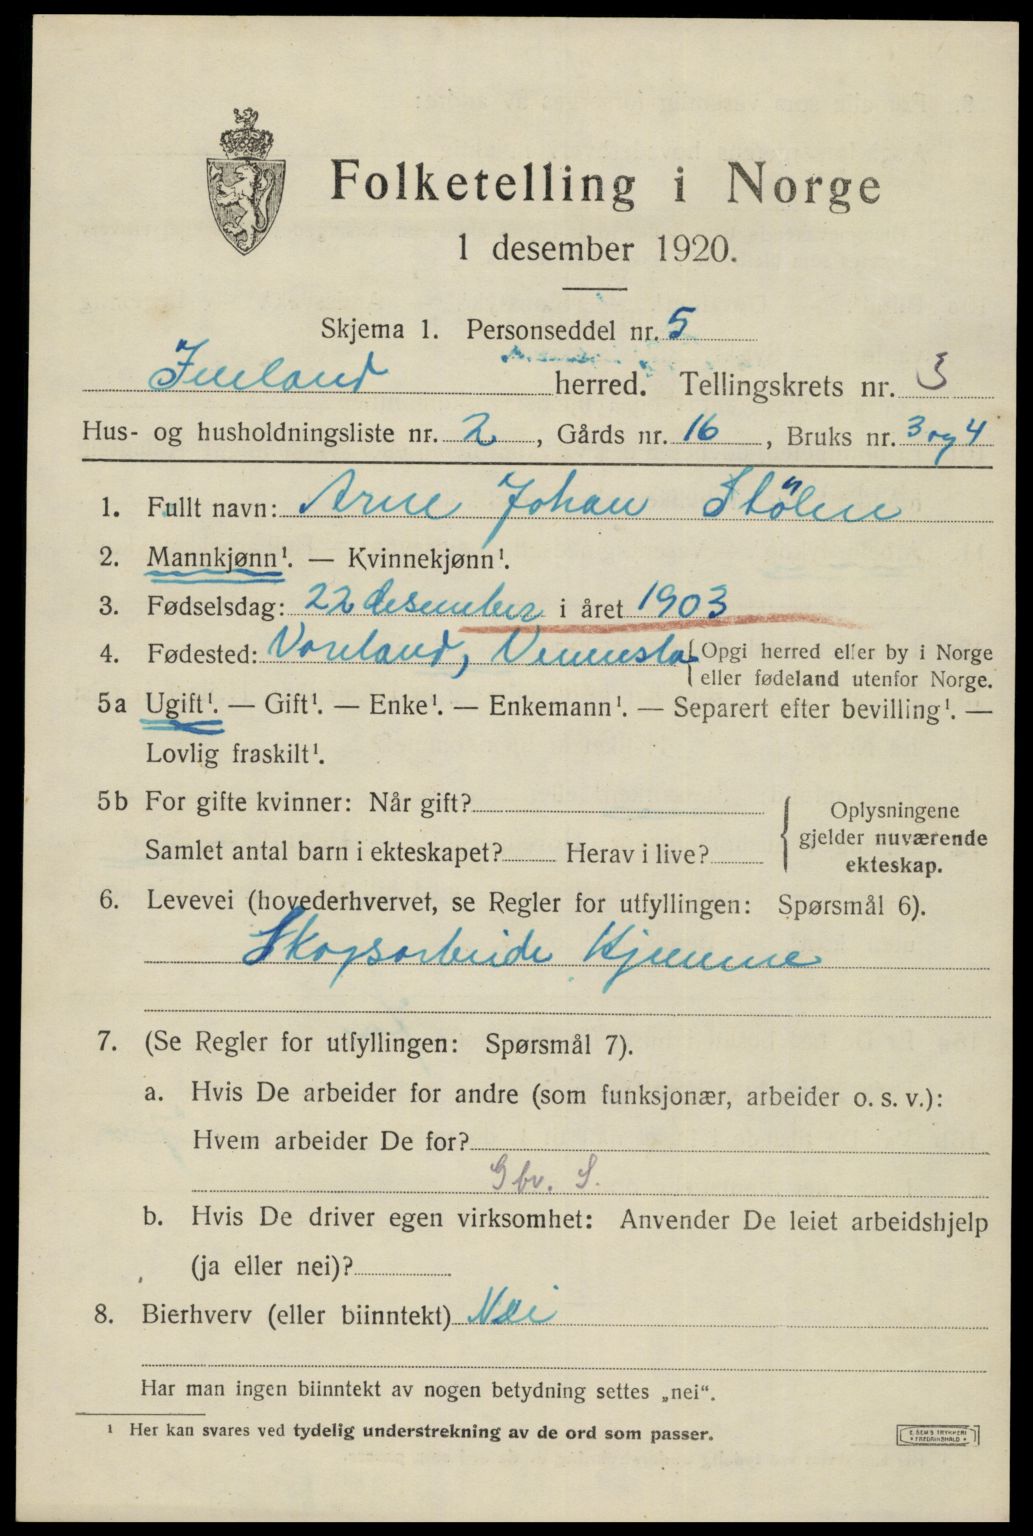 Folketelling i Norge
1 desember 1920.
Skjema 1. Personseddel nr. 5
Iveland herred. Tellingskrets nr. 3
Hus- og husholdningsliste nr. 2, Gårds nr. 16, Bruks nr. 3 og 4
1. Fullt navn: Arne Johan Stölen
2. Mannkjønn¹. — Kvinnekjønn¹.
3. Fødselsdag: 22 desember i året 1903
4. Fødested: Voreland, Vennesla (Opgi herred eller by i Norge
eller fødeland utenfor Norge.
5a Ugift¹. — Gift¹. — Enke¹. — Enkemann¹. — Separert efter bevilling¹. —
Lovlig fraskilt¹.
5b For gifte kvinner: Når gift?
Samlet antal barn i ekteskapet? Herav i live?
{ Oplysningene
gjelder nuværende
ekteskap.
6. Levevei (hovederhvervet, se Regler for utfyllingen: Spørsmål 6).
Skogsarbeide Hjemme
7. (Se Regler for utfyllingen: Spørsmål 7).
a. Hvis De arbeider for andre (som funksjonær, arbeider o. s. v.):
Hvem arbeider De for?
Gbr. S.
b. Hvis De driver egen virksomhet: Anvender De leiet arbeidshjelp
(ja eller nei)?
8. Bierhverv (eller biinntekt) Nei
Har man ingen biinntekt av nogen betydning settes „nei“.
¹ Her kan svares ved tydelig understrekning av de ord som passer.
E. SEM'S TRYKKERI
• FREDRIKSHALD •